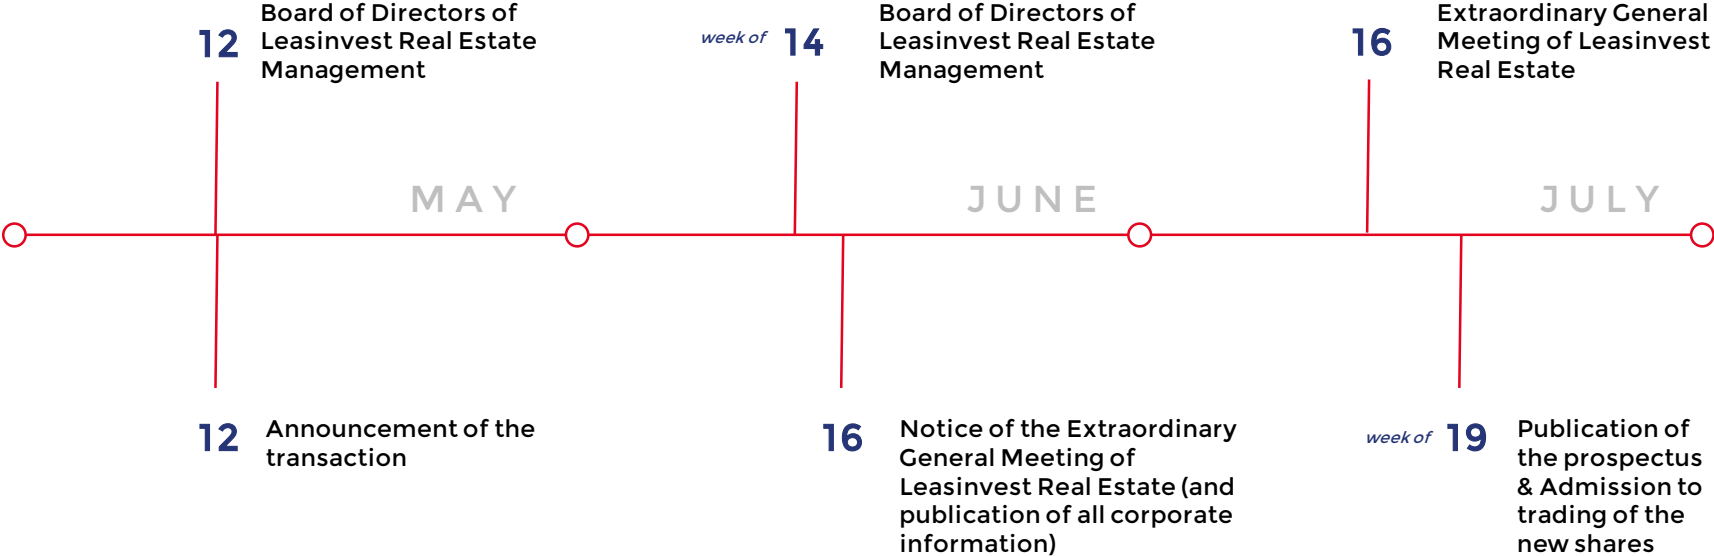 12
Board of Directors of
Leasinvest Real Estate
Management
week of 14
Board of Directors of
Leasinvest Real Estate
Management
16
Extraordinary General
Meeting of Leasinvest
Real Estate
MAY
JUNE
JULY
12
Announcement of the
transaction
16
Notice of the Extraordinary
General Meeting of
Leasinvest Real Estate (and
publication of all corporate
information)
week of 19
Publication of
the prospectus
& Admission to
trading of the
new shares